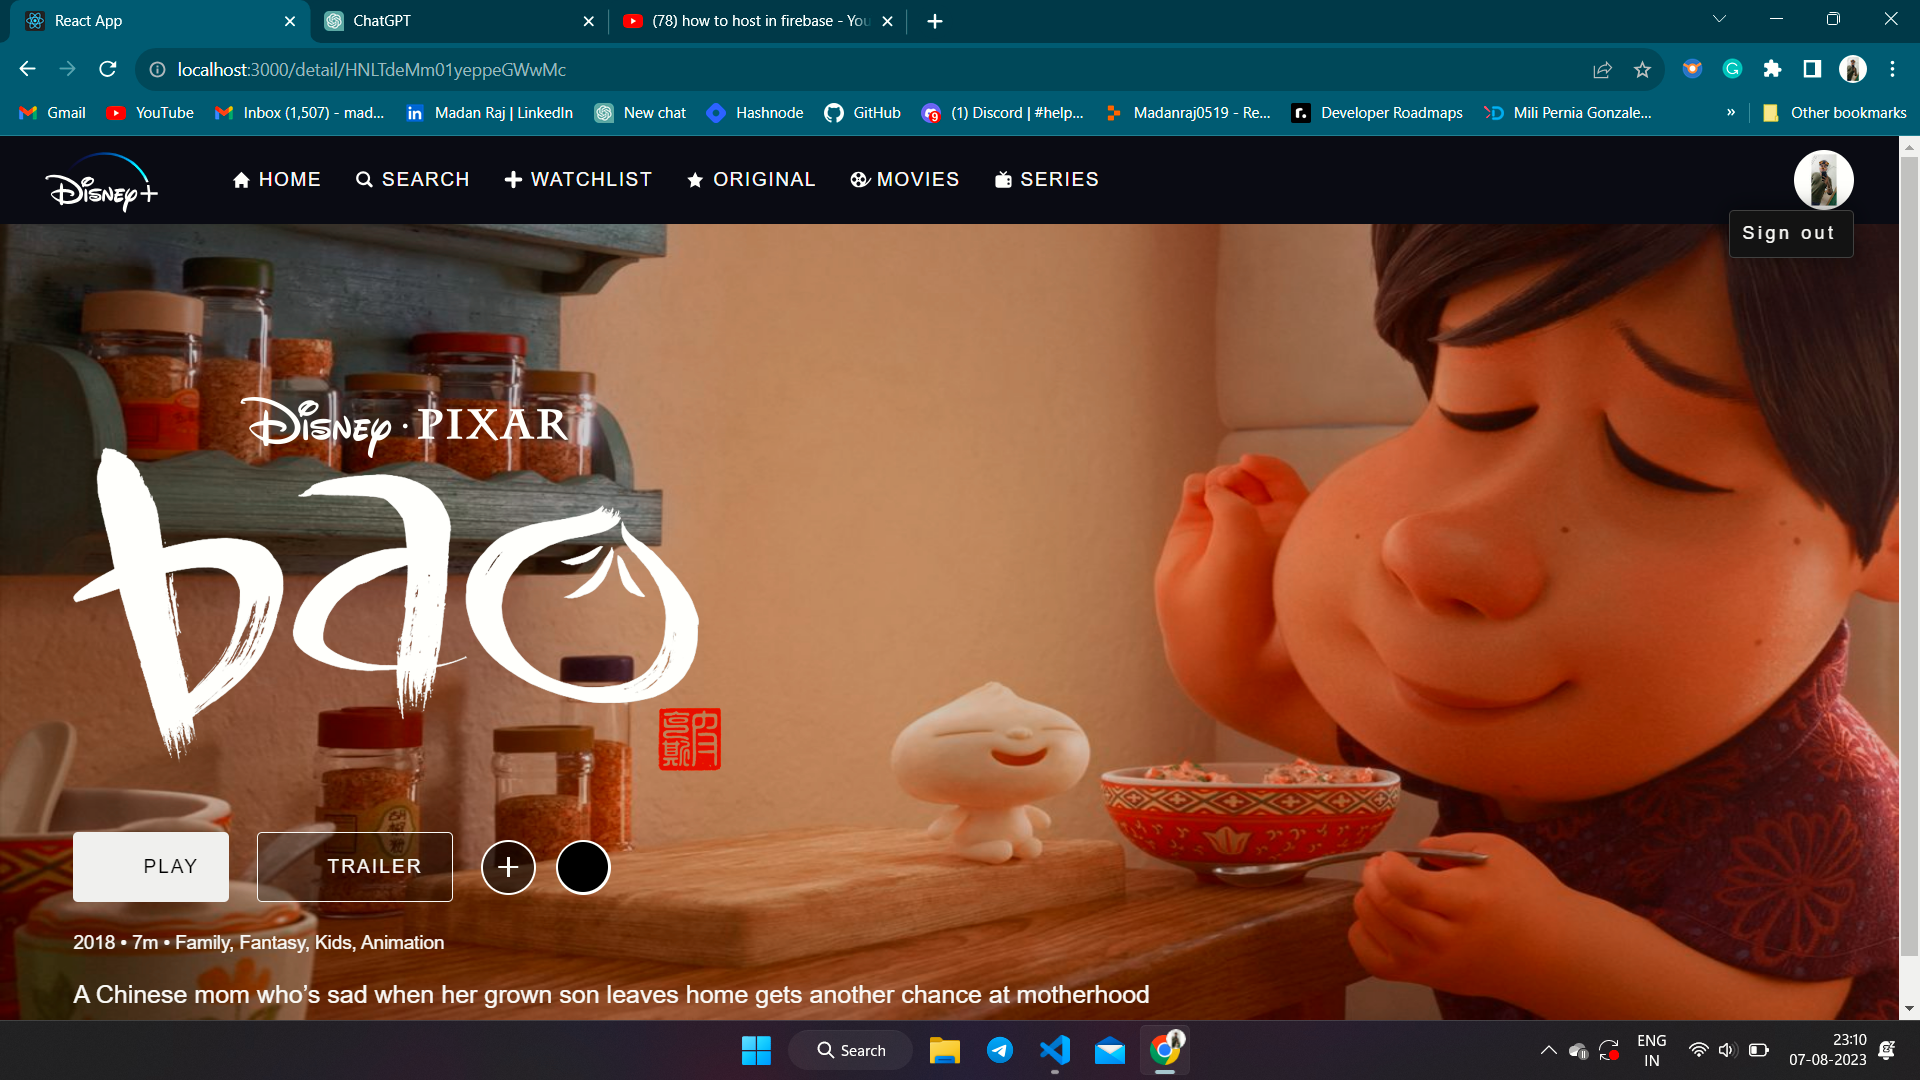 React App
ChatGPT
(78) how to host in firebase - You
localhost:3000/detail/HNLTdeMm01yeppeGWwMc
Gmail
YouTube
Inbox (1,507) - mad...
Madan Raj | LinkedIn
New chat
Hashnode
GitHub
(1) Discord | #help...
Madanraj0519 - Re...
Developer Roadmaps
Mili Pernia Gonzale...
»
Other bookmarks
Disney+
HOME
SEARCH
WATCHLIST
ORIGINAL
MOVIES
SERIES
Sign out
Disney · PIXAR
bao
PLAY
TRAILER
2018 • 7m • Family, Fantasy, Kids, Animation
A Chinese mom who’s sad when her grown son leaves home gets another chance at motherhood
Search
ENG
IN
23:10
07-08-2023